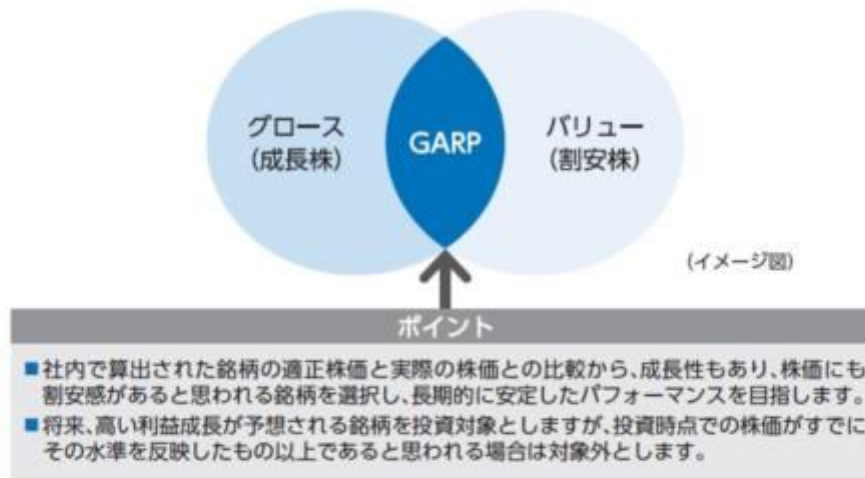 グロース
(成長株)
GARP
バリュー
(割安株)
(イメージ図)
ポイント
■社内で算出された銘柄の適正株価と実際の株価との比較から、成長性もあり、株価にも
割安感があると思われる銘柄を選択し、長期的に安定したパフォーマンスを目指します。
■将来、高い利益成長が予想される銘柄を投資対象としますが、投資時点での株価がすでに
その水準を反映したもの以上であると思われる場合は対象外とします。